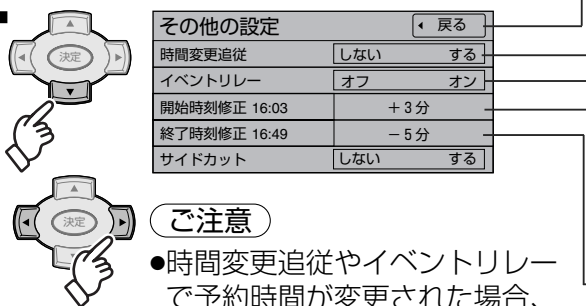 決定
その他の設定 戻る
時間変更追従 しない する
イベントリレー オフ オン
開始時刻修正 16:03 +3分
終了時刻修正 16:49 -5分
サイドカット しない する
決定
ご注意
●時間変更追従やイベントリレー
で予約時間が変更された場合、